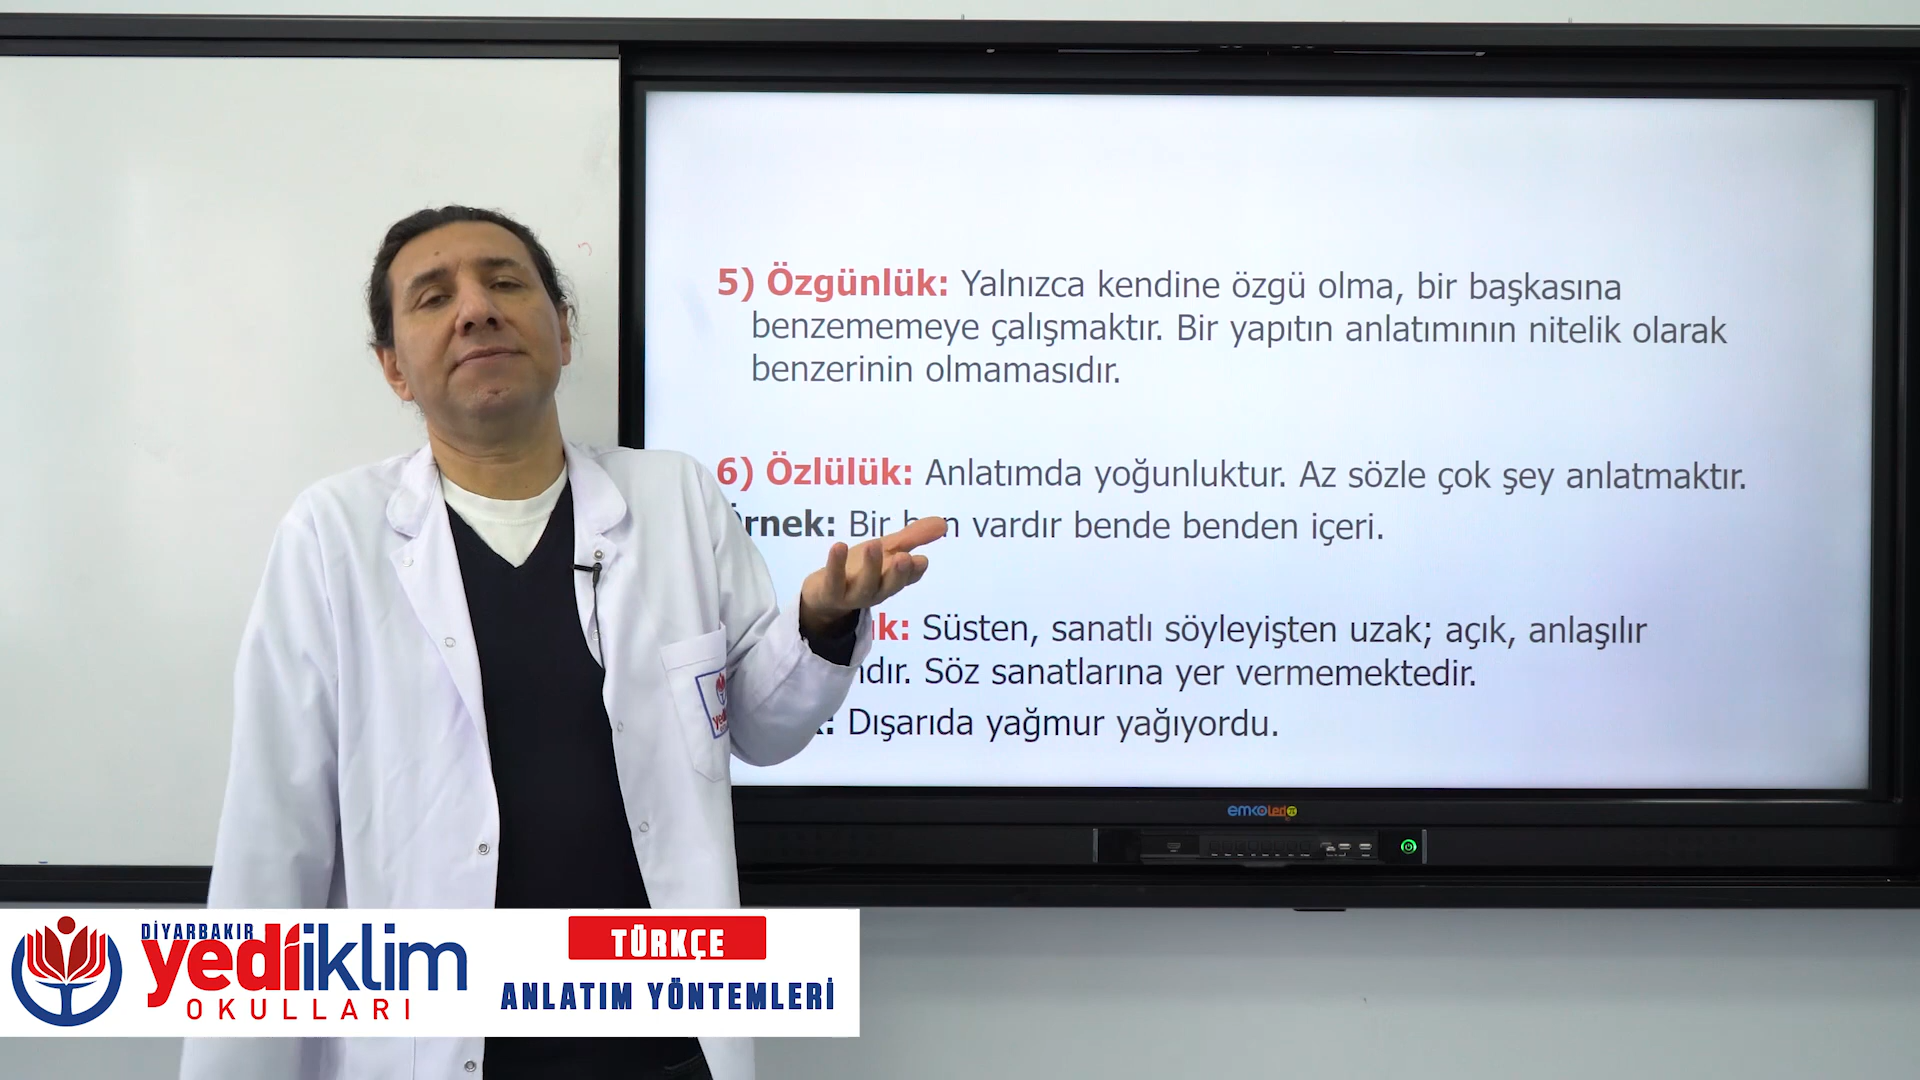 5) Özgünlük: Yalnızca kendine özgü olma, bir başkasına
benzememeye çalışmaktır. Bir yapıtın anlatımının nitelik olarak
benzerinin olmamasıdır.
6) Özlülük: Anlatımda yoğunluktur. Az sözle çok şey anlatmaktır.
Bir vardır bende benden içeri.
Süsten, sanatlı söyleyişten uzak; açık, anlaşılır
Söz sanatlarına yer vermemektedir.
Dışarıda yağmur yağıyordu.
emkoled
DİYARBAKIR
yediiklim
OKULLARI
TÜRKÇE
ANLATIM YÖNTEMLERİ